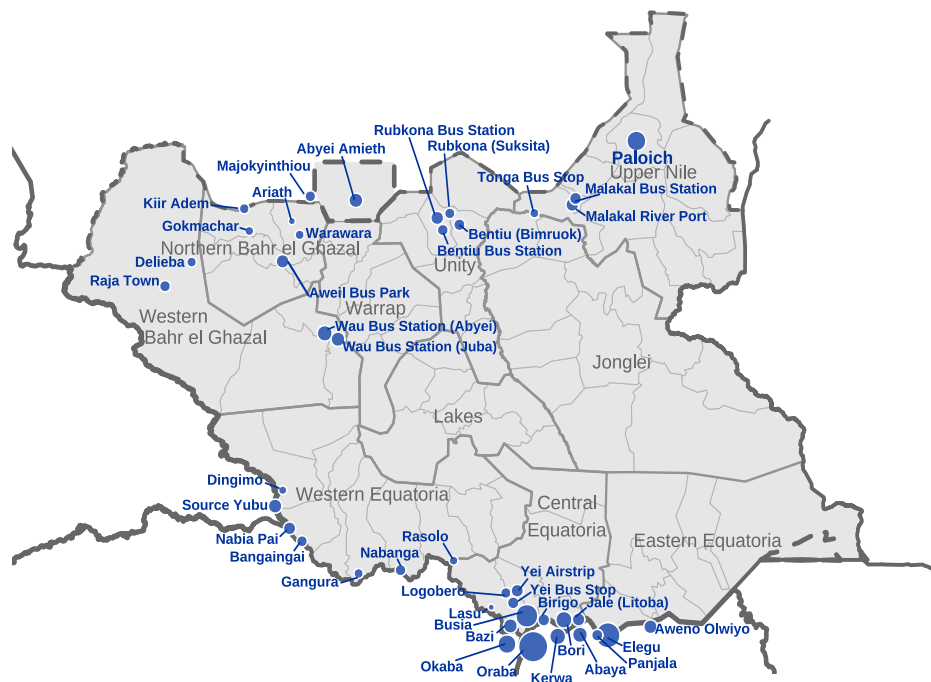 Rubkona Bus Station
Rubkona (Suksita)
Abyei Amieth
Paloich
Majokyinthiou
Upper Nile
Tonga Bus Stop
Malakal Bus Station
Ariath
Kiir Adem
Malakal River Port
Gokmachar
Warawara
Bentiu (Bimruok)
Northern Bahr el Ghazal
Bentiu Bus Station
Delieba
Unity
Raja Town
Aweil Bus Park
Warrap
Western
Bahr el Ghazal
Wau Bus Station (Abyei)
Wau Bus Station (Juba)
Jonglei
Lakes
Dingimo
Western Equatoria
Central
Equatoria
Source Yubu
Nabia Pai
Rasolo
Eastern Equatoria
Bangaingai
Nabanga
Gangura
Yei Airstrip
Logobero
Yei Bus Stop
Birigo
Jale (Litoba)
Lasu
Busia
Bazi
Aweno Olwiyo
Okaba
Oraba
Bori
Elegu
Kerwa
Abaya
Panjala